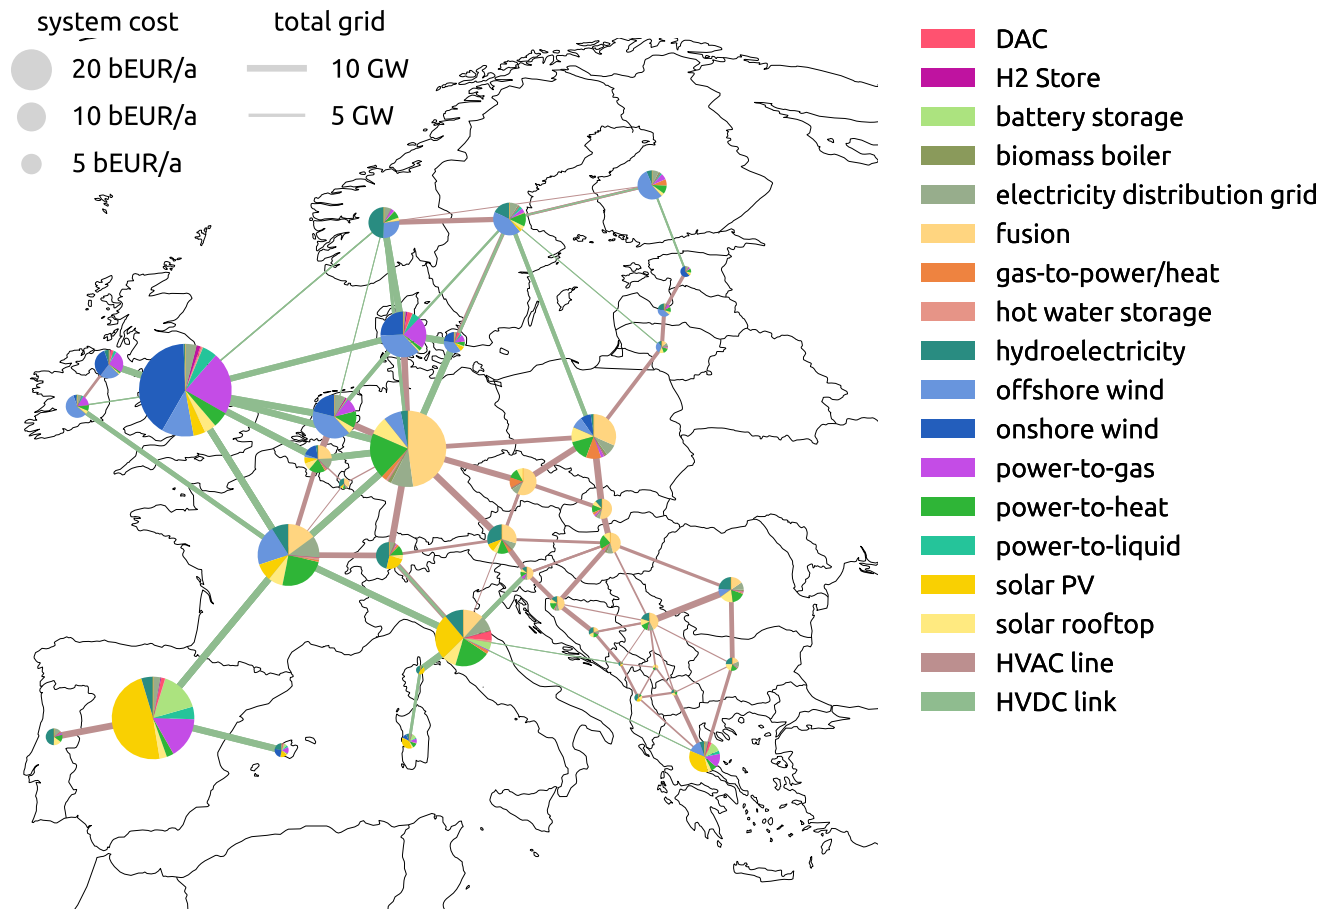 system cost
total grid
20 bEUR/a
10 GW
10 bEUR/a
5 GW
5 bEUR/a
DAC
H2 Store
battery storage
biomass boiler
electricity distribution grid
fusion
gas-to-power/heat
hot water storage
hydroelectricity
offshore wind
onshore wind
power-to-gas
power-to-heat
power-to-liquid
solar PV
solar rooftop
HVAC line
HVDC link